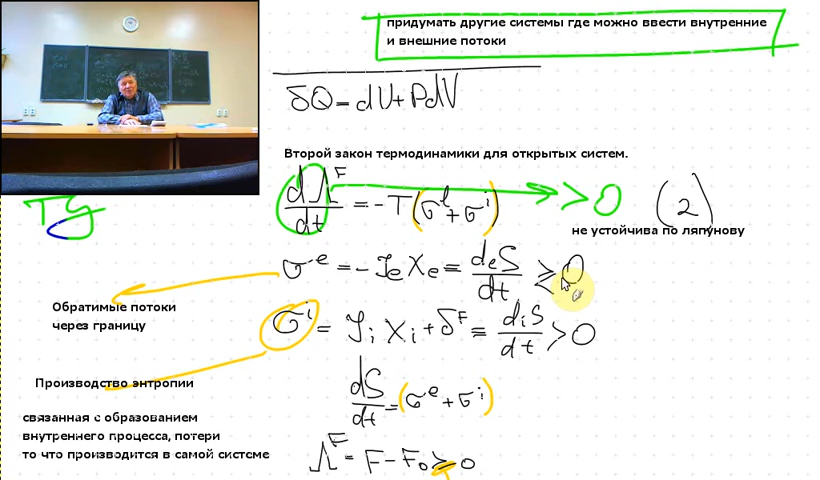 придумать другие системы где можно ввести внутренние
и внешние потоки
δQ = dU + PdV
Второй закон термодинамики для открытых систем.
dΛ^F/dt = -T(σ^e + σ^i) > 0 (2)
не устойчива по ляпунову
σ^e = -J_e X_e = d_eS/dt ≥ 0
Обратимые потоки
через границу
σ^i = J_i X_i + δ^F ≡ d_iS/dt > 0
Производство энтропии
dS/dt = (σ^e + σ^i)
связанная с образованием
внутреннего процесса, потери
то что производится в самой системе
Λ^F = F - F_0 ≥ 0